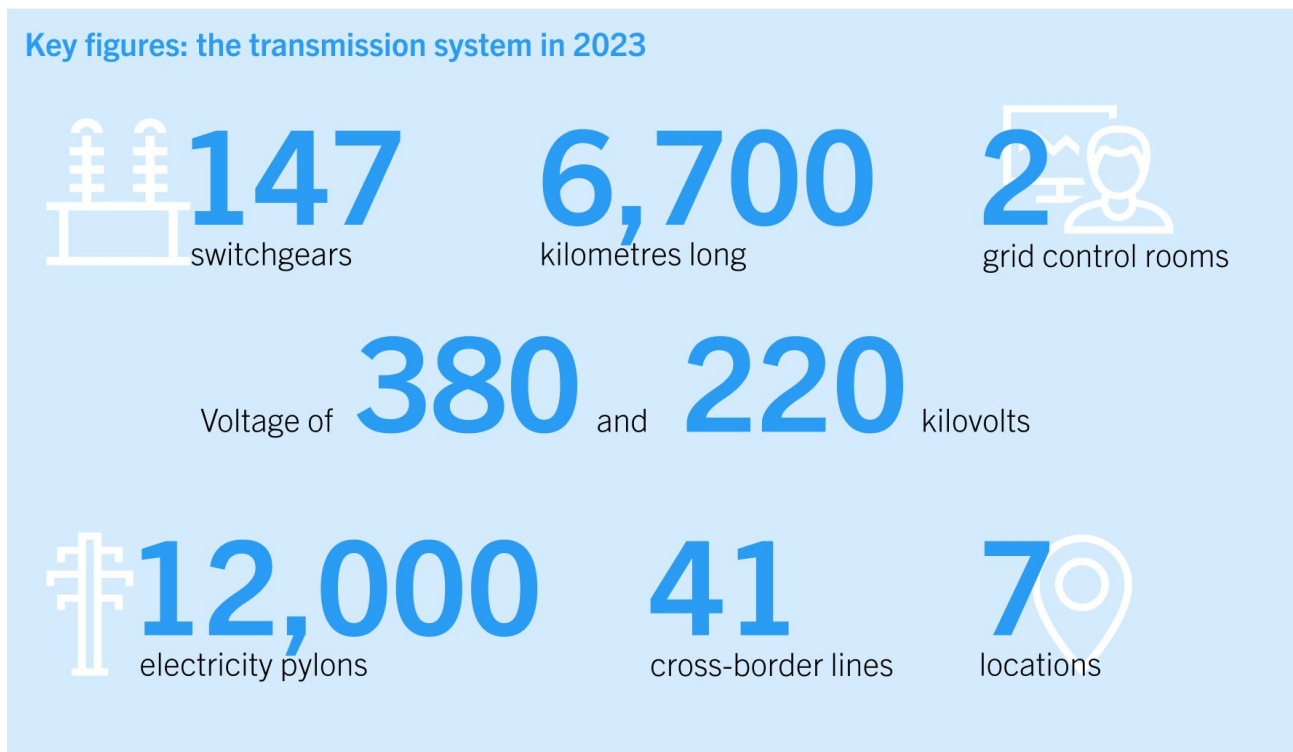 Key figures: the transmission system in 2023
147
switchgears
6,700
kilometres long
2
grid control rooms
Voltage of 380 and 220 kilovolts
12,000
electricity pylons
41
cross-border lines
7
locations